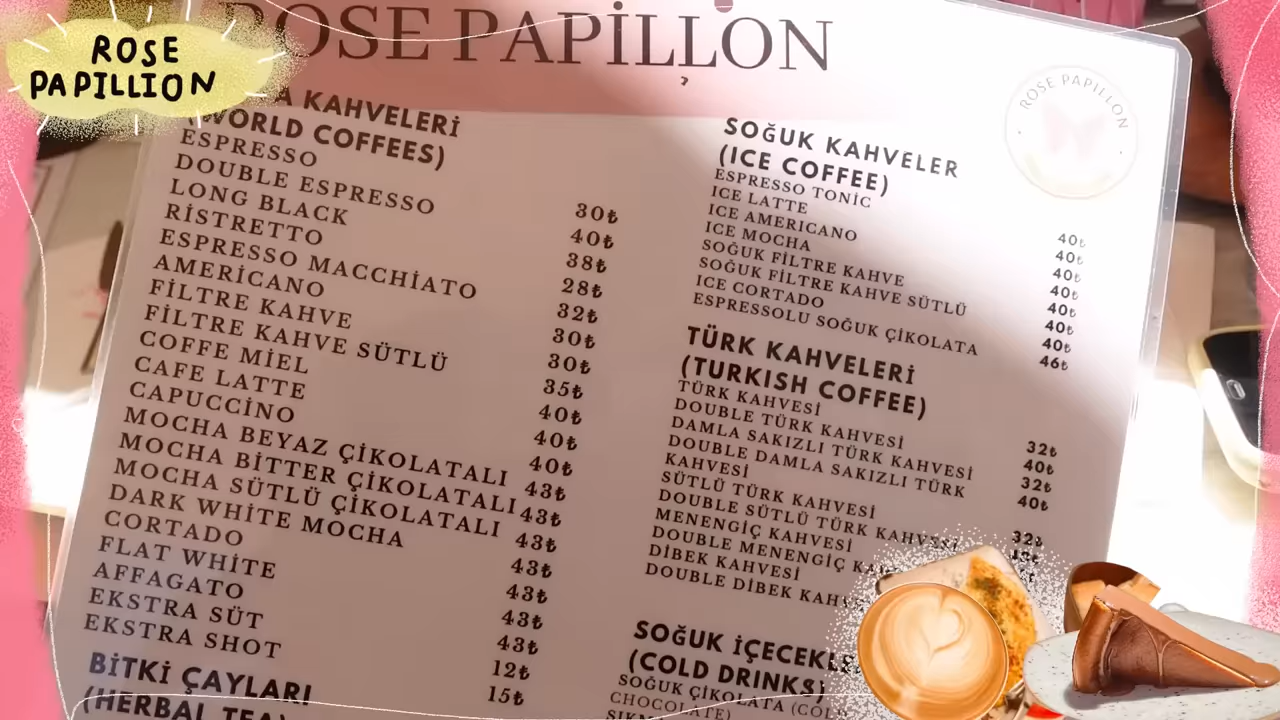 ROSE
PAPILLION
ROSE PAPİLLON
ROSE PAPILLON
KAHVELERİ
(WORLD COFFEES)
ESPRESSO 30₺
DOUBLE ESPRESSO 40₺
LONG BLACK 38₺
RİSTRETTO 28₺
ESPRESSO MACCHİATO 32₺
AMERİCANO 30₺
FİLTRE KAHVE 30₺
FİLTRE KAHVE SÜTLÜ 35₺
COFFE MİEL 40₺
CAFE LATTE 40₺
CAPUCCİNO 40₺
MOCHA BEYAZ ÇİKOLATALI 43₺
MOCHA BİTTER ÇİKOLATALI 43₺
MOCHA SÜTLÜ ÇİKOLATALI 43₺
DARK WHİTE MOCHA 43₺
CORTADO 43₺
FLAT WHİTE 43₺
AFFAGATO 43₺
EKSTRA SÜT 12₺
EKSTRA SHOT 15₺
BİTKİ ÇAYLARI
(HERBAL TEA)
SOĞUK KAHVELER
(ICE COFFEE)
ESPRESSO TONİC 40₺
ICE LATTE 40₺
ICE AMERICANO 40₺
ICE MOCHA 40₺
SOĞUK FİLTRE KAHVE 40₺
SOĞUK FİLTRE KAHVE SÜTLÜ 40₺
ICE CORTADO 40₺
ESPRESSOLU SOĞUK ÇİKOLATA 46₺
TÜRK KAHVELERİ
(TURKISH COFFEE)
TÜRK KAHVESİ 32₺
DOUBLE TÜRK KAHVESİ 40₺
DAMLA SAKIZLI TÜRK KAHVESİ 32₺
DOUBLE DAMLA SAKIZLI TÜRK 40₺
KAHVESİ
SÜTLÜ TÜRK KAHVESİ 32₺
DOUBLE SÜTLÜ TÜRK KAHVESİ
MENENGİÇ KAHVESİ
DOUBLE MENENGİÇ
DİBEK KAHVESİ
DOUBLE DİBEK
SOĞUK İÇECEKLE
(COLD DRINKS)
SOĞUK ÇİKOLATA (COL
CHOCOLATE)